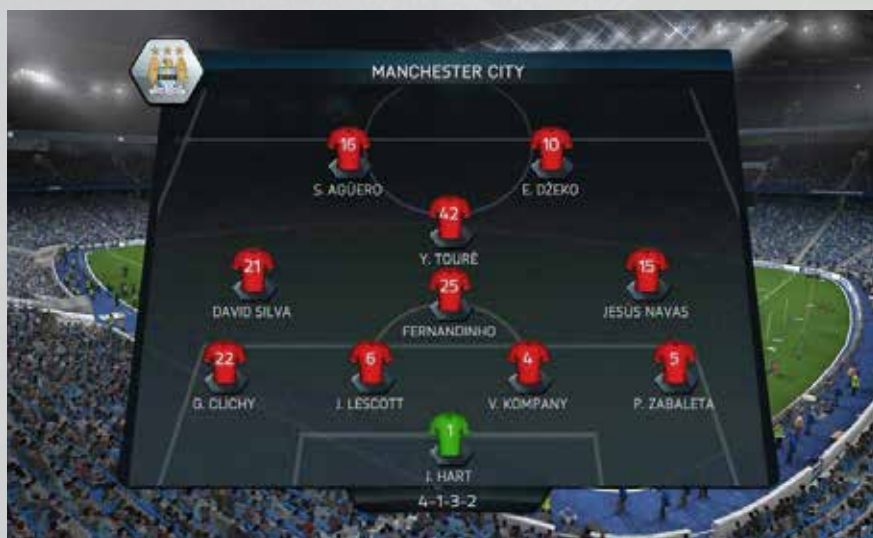 MANCHESTER CITY
16 10
S. AGÜERO E. DŽEKO
42
Y. TOURÉ
21 15
DAVID SILVA JESÚS NAVAS
25
FERNANDINHO
22 6 4 5
G. CLICHY J. LESCOTT V. KOMPANY P. ZABALETA
1
J. HART
4-1-3-2